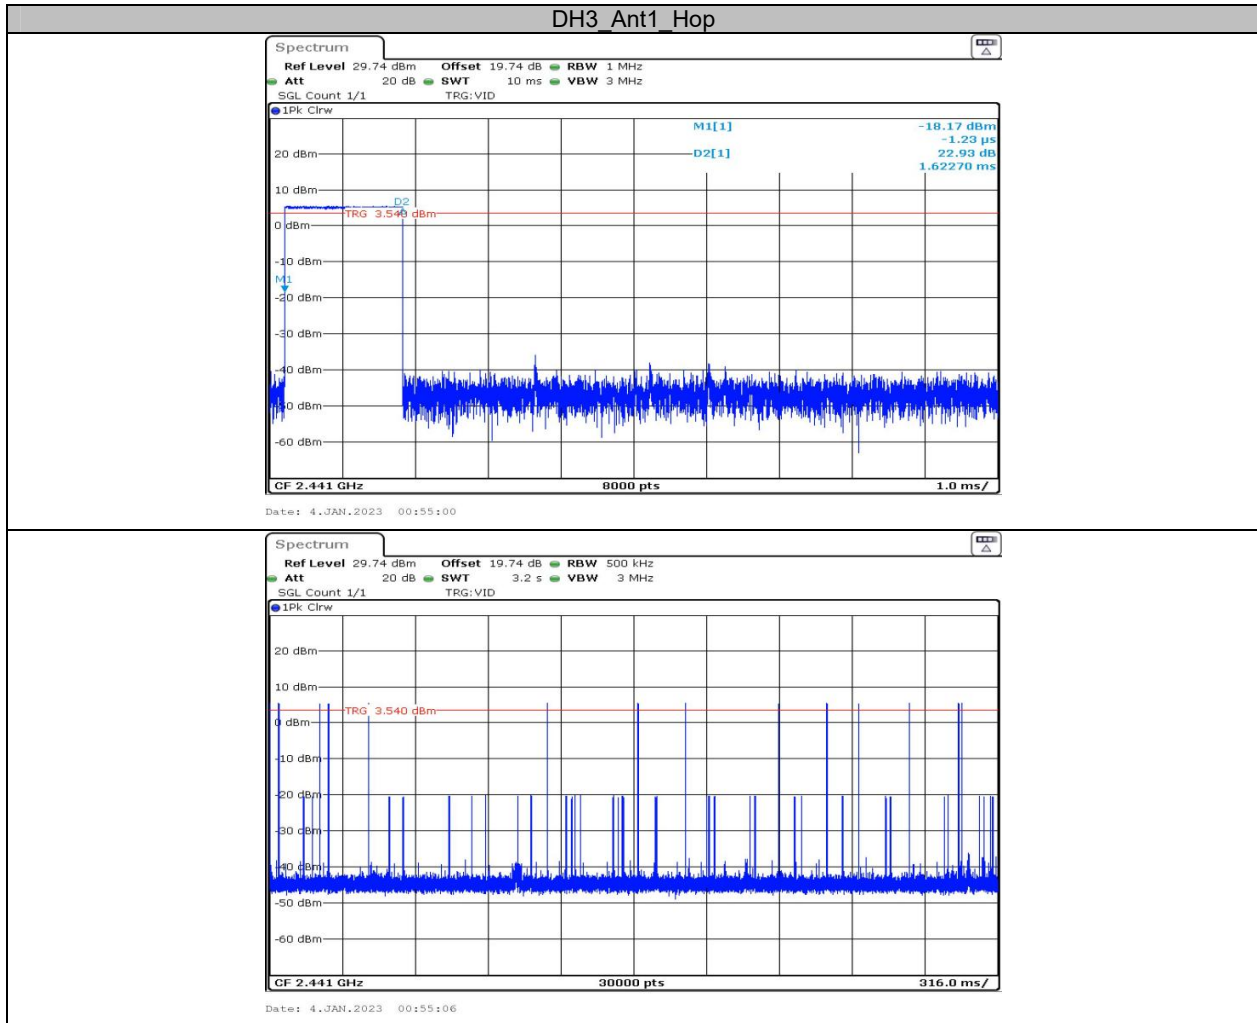 DH3_Ant1_Hop
Spectrum
Ref Level 29.74 dBm Offset 19.74 dB RBW 1 MHz
Att 20 dB SWT 10 ms VBW 3 MHz
SGL Count 1/1 TRG:VID
1Pk Clrw
M1[1] -18.17 dBm
-1.23 µs
20 dBm D2[1] 22.93 dB
1.62270 ms
10 dBm
D2
TRG 3.540 dBm
0 dBm
-10 dBm
M1
-20 dBm
-30 dBm
-40 dBm
-50 dBm
-60 dBm
CF 2.441 GHz 8000 pts 1.0 ms/
Date: 4.JAN.2023 00:55:00
Spectrum
Ref Level 29.74 dBm Offset 19.74 dB RBW 500 kHz
Att 20 dB SWT 3.2 s VBW 3 MHz
SGL Count 1/1 TRG:VID
1Pk Clrw
20 dBm
10 dBm
TRG 3.540 dBm
0 dBm
-10 dBm
-20 dBm
-30 dBm
-40 dBm
-50 dBm
-60 dBm
CF 2.441 GHz 30000 pts 316.0 ms/
Date: 4.JAN.2023 00:55:06